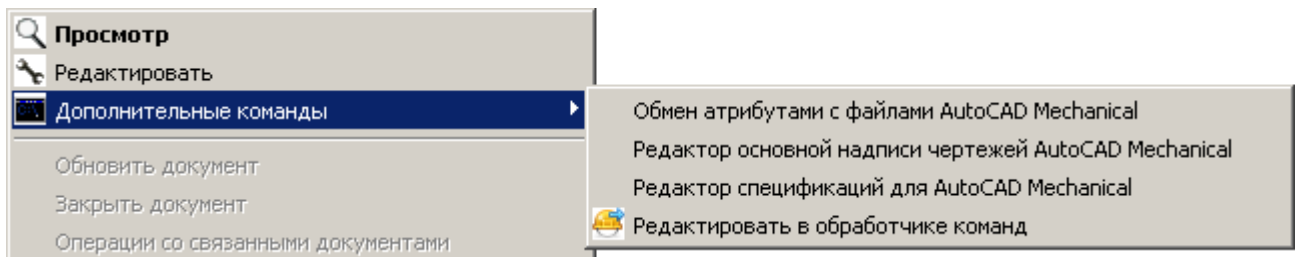 Просмотр
Редактировать
Дополнительные команды
Обновить документ
Закрыть документ
Операции со связанными документами
Обмен атрибутами с файлами AutoCAD Mechanical
Редактор основной надписи чертежей AutoCAD Mechanical
Редактор спецификаций для AutoCAD Mechanical
Редактировать в обработчике команд